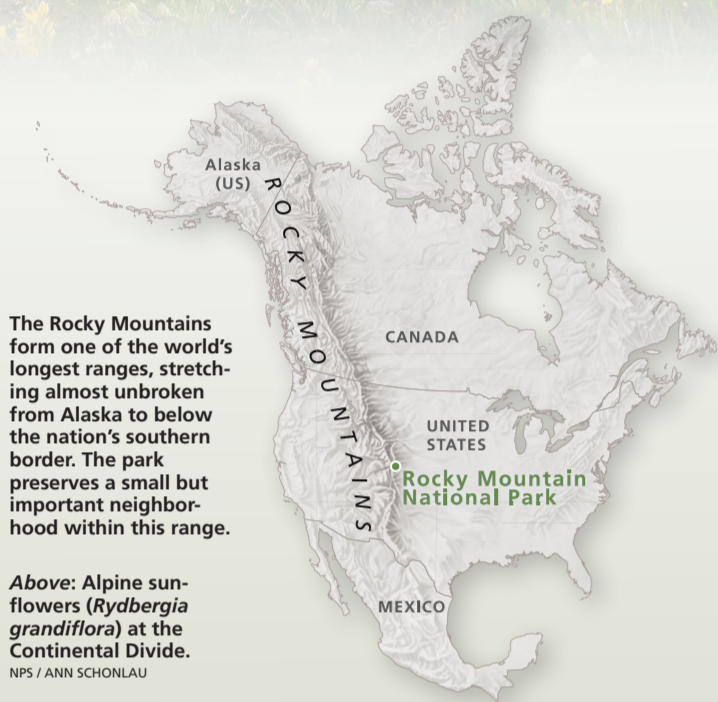 The Rocky Mountains
form one of the world's
longest ranges, stretch-
ing almost unbroken
from Alaska to below
the nation's southern
border. The park
preserves a small but
important neighbor-
hood within this range.
Above: Alpine sun-
flowers (Rydbergia
grandiflora) at the
Continental Divide.
NPS / ANN SCHONLAU
Alaska
(US)
ROCKY MOUNTAINS
CANADA
UNITED
STATES
Rocky Mountain
National Park
MEXICO